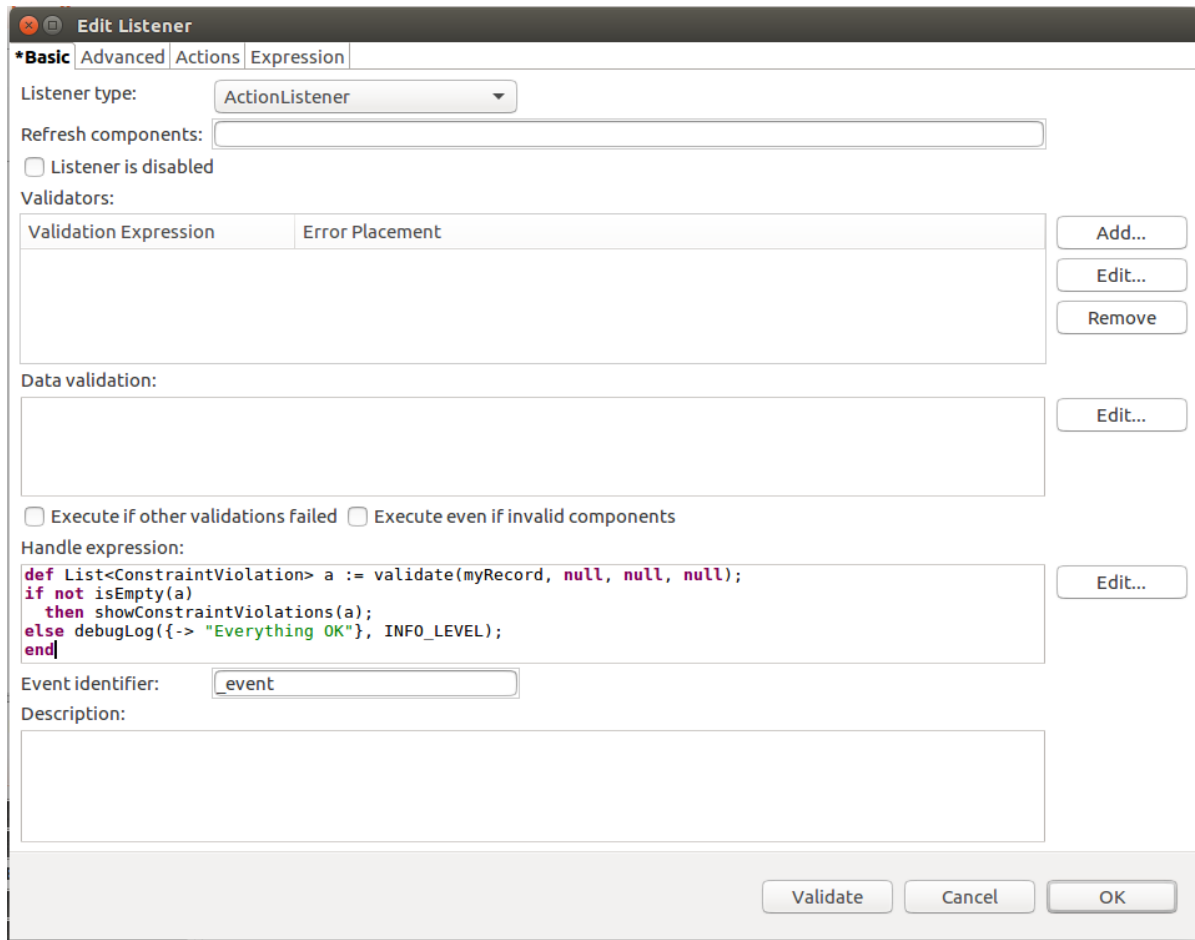 Edit Listener
*Basic Advanced Actions Expression
Listener type: ActionListener
Refresh components:
Listener is disabled
Validators:
Validation Expression Error Placement
Add...
Edit...
Remove
Data validation:
Edit...
Execute if other validations failed Execute even if invalid components
Handle expression:
def List<ConstraintViolation> a := validate(myRecord, null, null, null);
if not isEmpty(a)
  then showConstraintViolations(a);
else debugLog({-> "Everything OK"}, INFO_LEVEL);
end
Edit...
Event identifier: _event
Description:
Validate Cancel OK